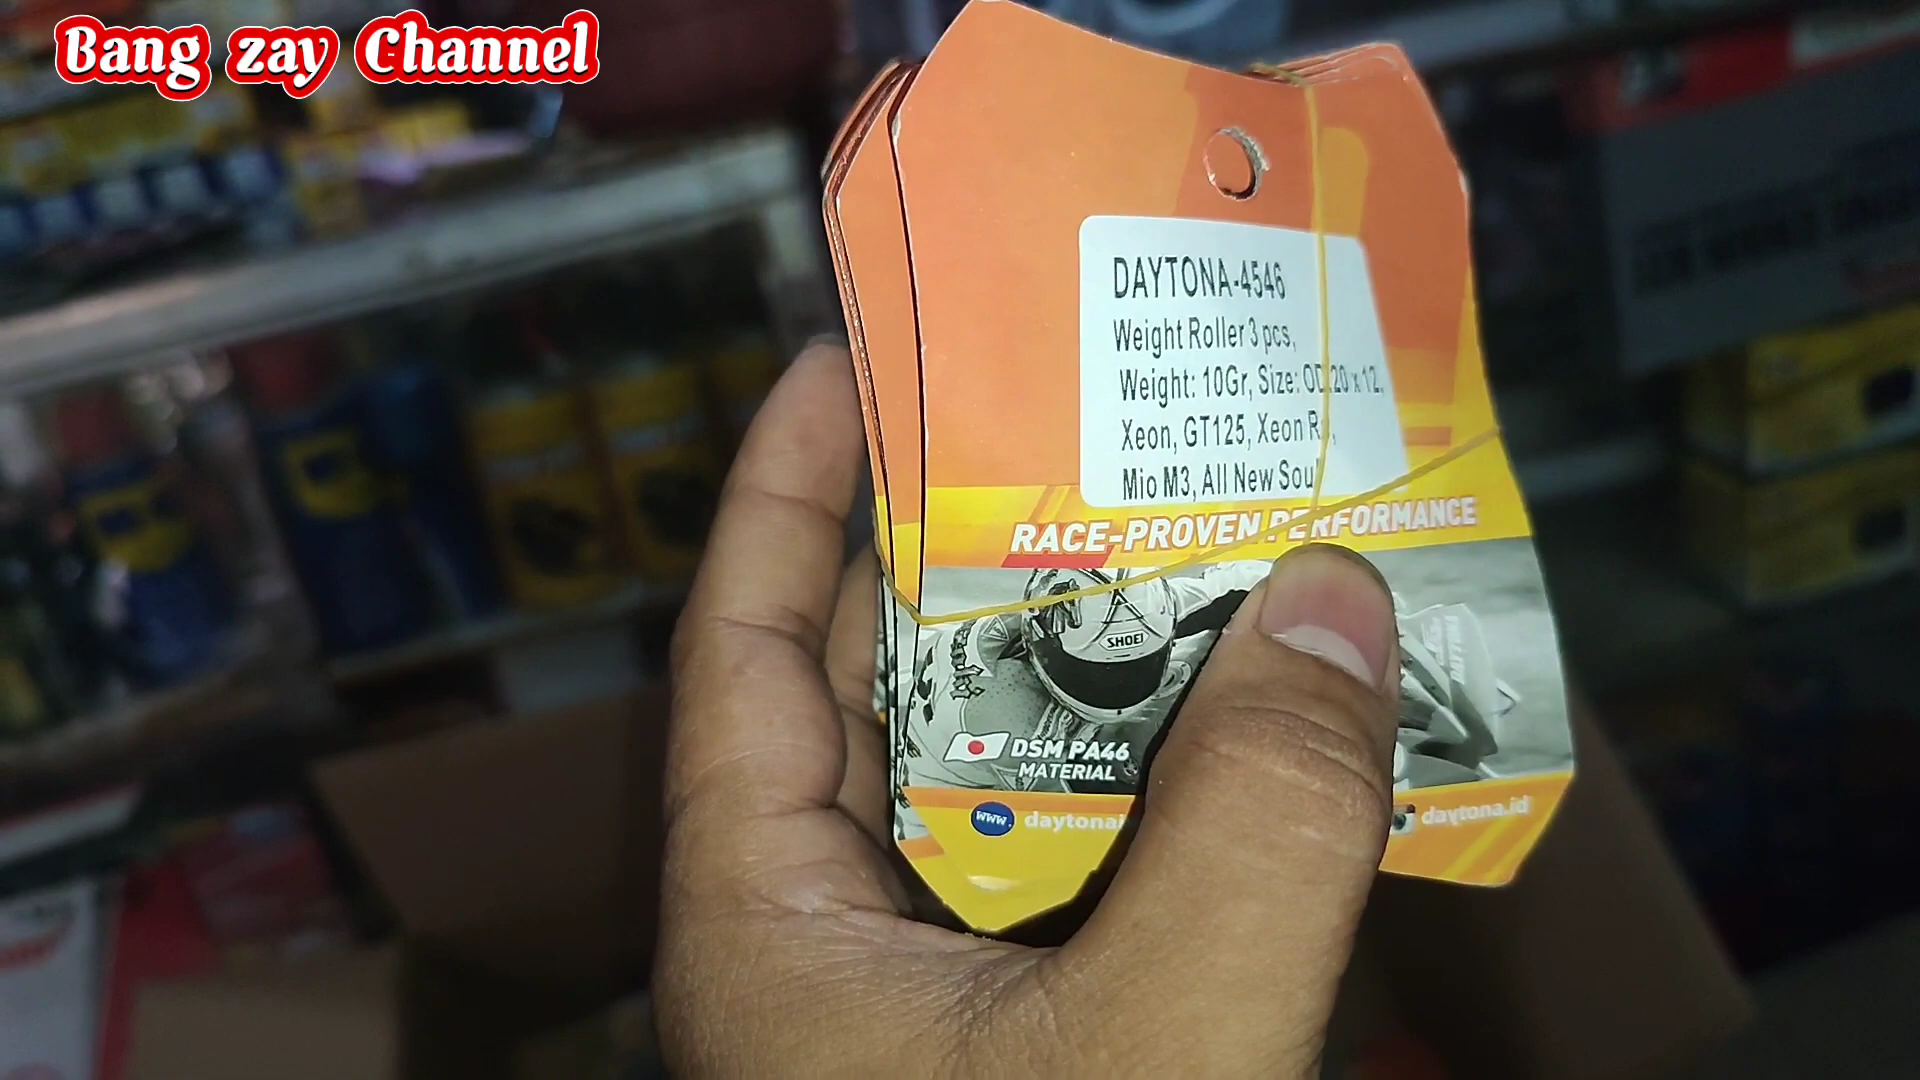 Bang zay Channel
DAYTONA-4546
Weight Roller 3 pcs,
Weight: 10Gr, Size: OD 20 x 12,
Xeon, GT125, Xeon
Mio M3, All New Soul
RACE-PROVEN PERFORMANCE
SHOEI
DSM PA46
MATERIAL
www.
daytona.id